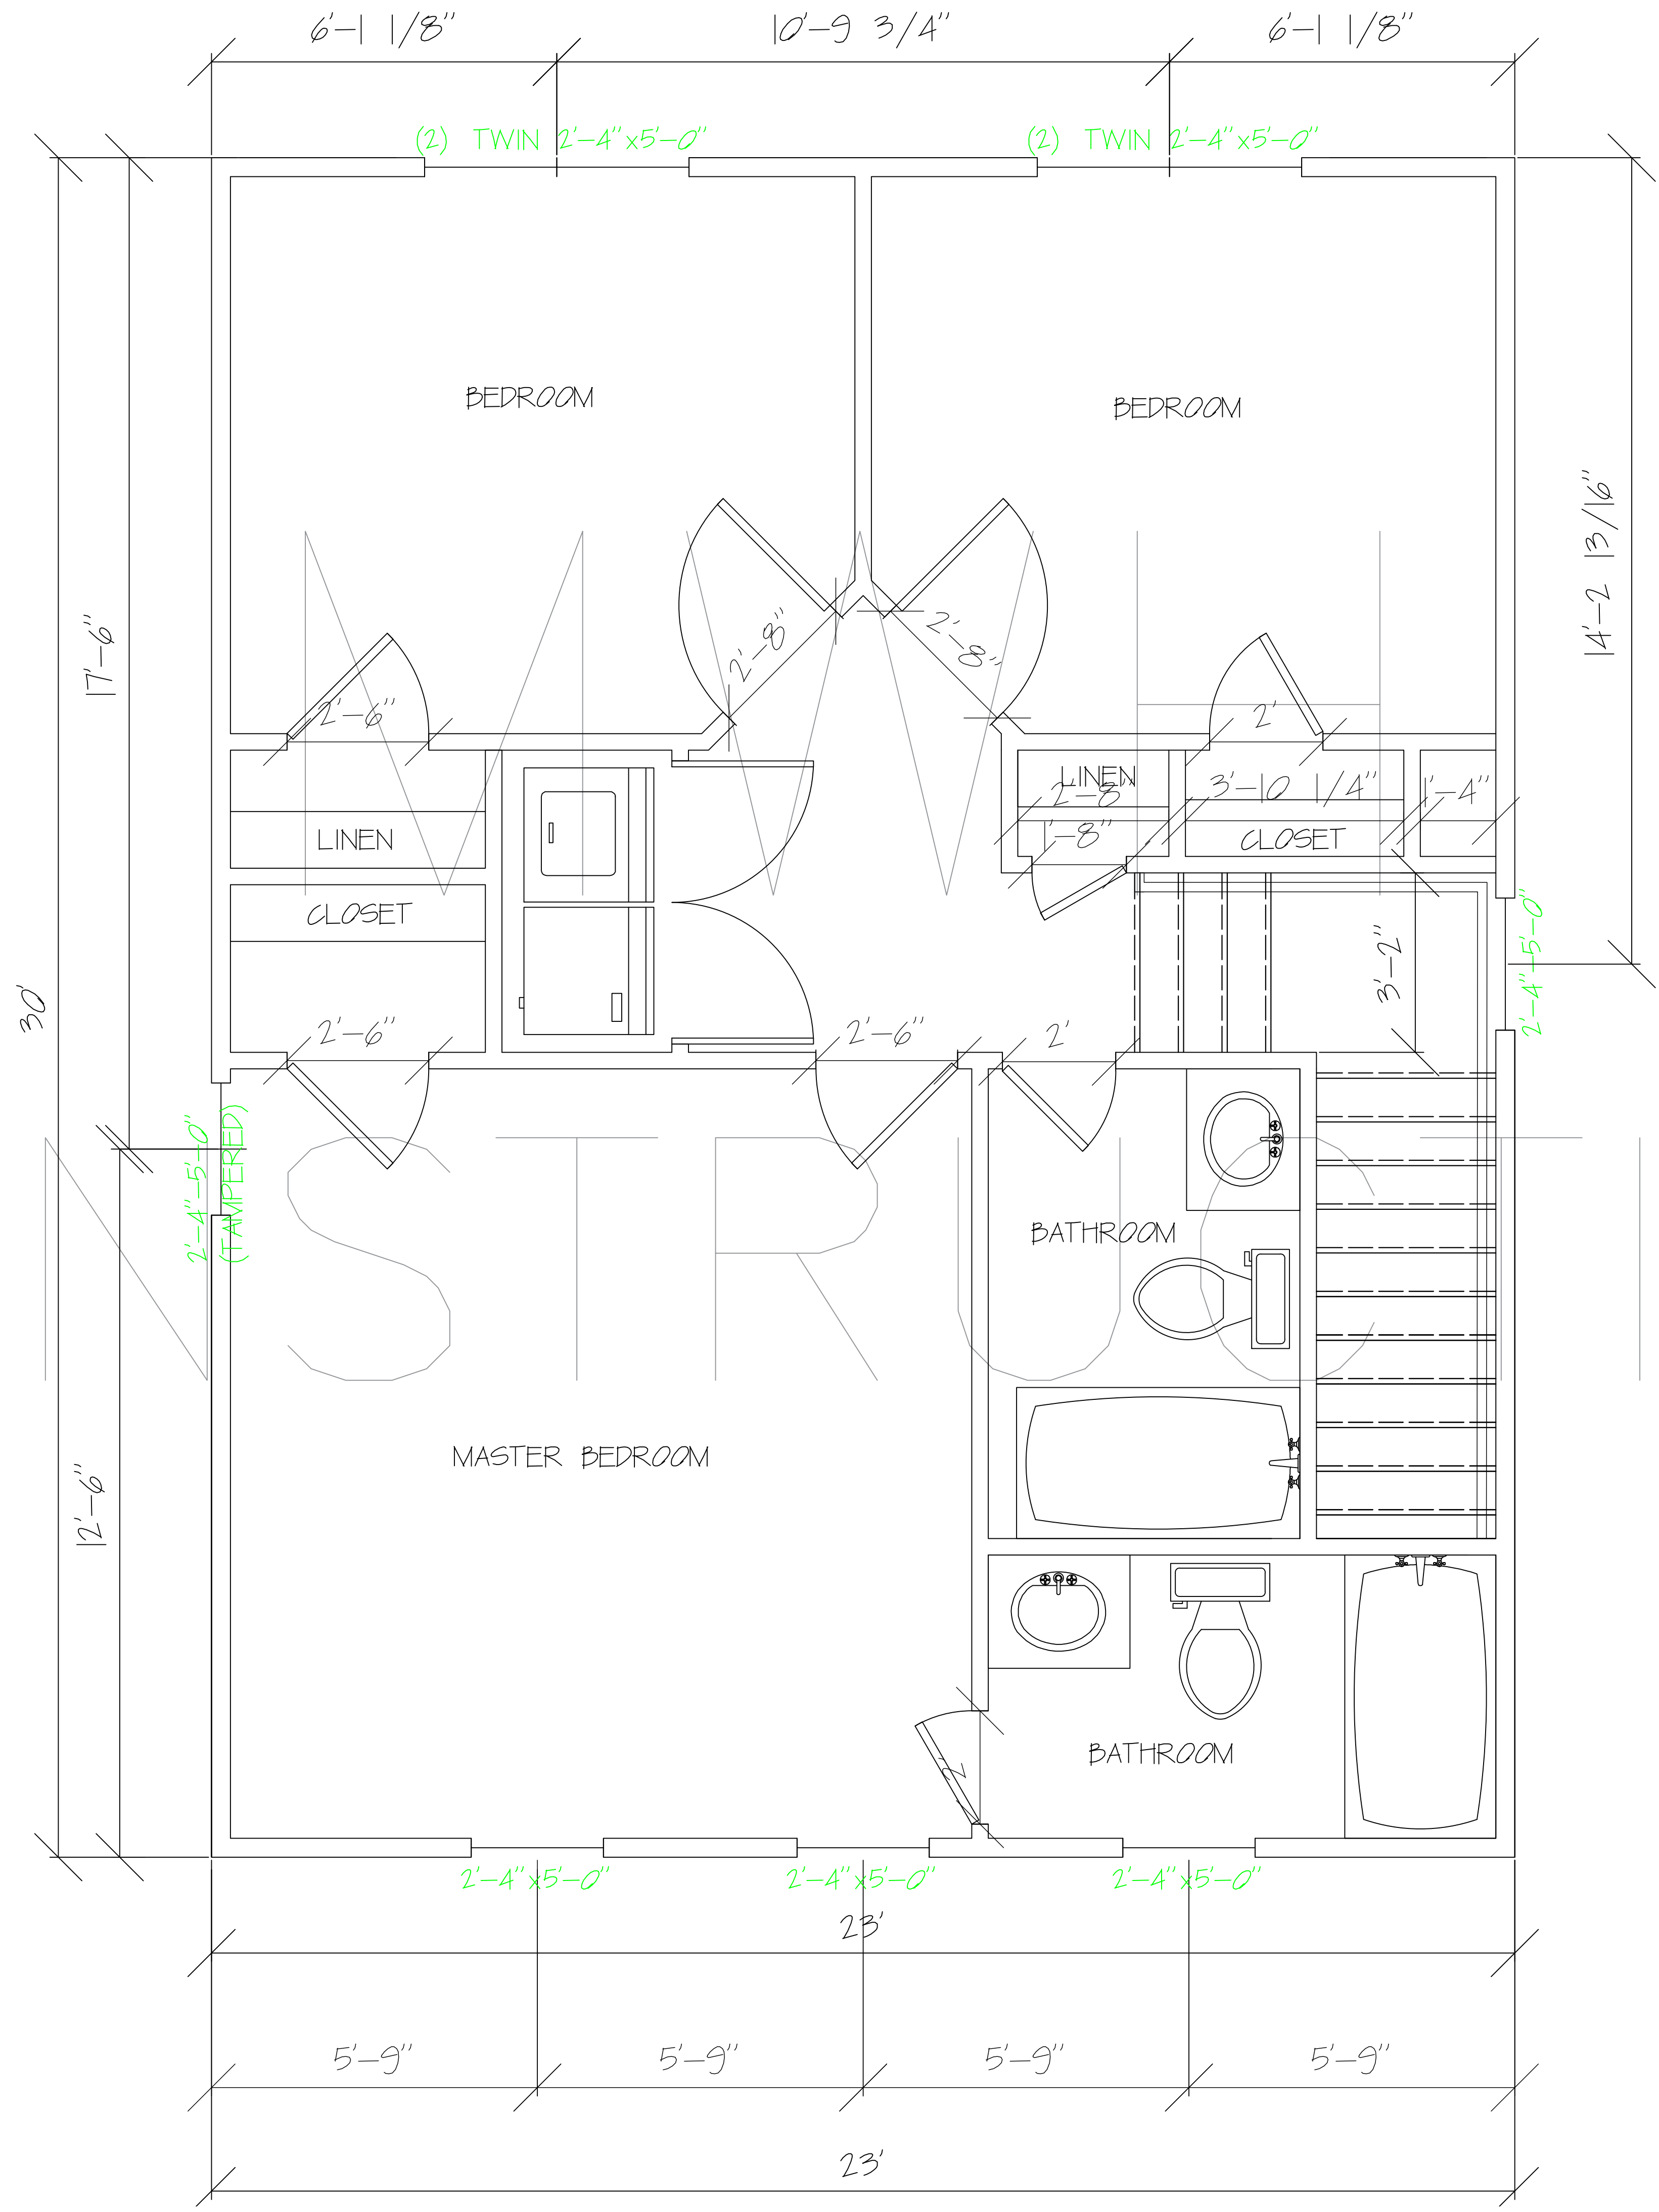 6'-1 1/8" 10'-9 3/4" 6'-1 1/8"
(2) TWIN 2'-4"x5'-0" (2) TWIN 2'-4"x5'-0"
BEDROOM BEDROOM
14'-2 13/16"
17'-6"
2'-8" 2'-8"
2'-6" 2'
LINEN
2'-8" 3'-10 1/4" 1'-4"
LINEN 1'-8" CLOSET
CLOSET
2'-4"-5'-0"
3'-2"
30'
2'-6" 2'-6" 2'
2'-4"-5'-0"
(TAMPERED)
N STRUCT
BATHROOM
MASTER BEDROOM
12'-6"
BATHROOM
2'
2'-4"x5'-0" 2'-4"x5'-0" 2'-4"x5'-0"
23'
5'-9" 5'-9" 5'-9" 5'-9"
23'